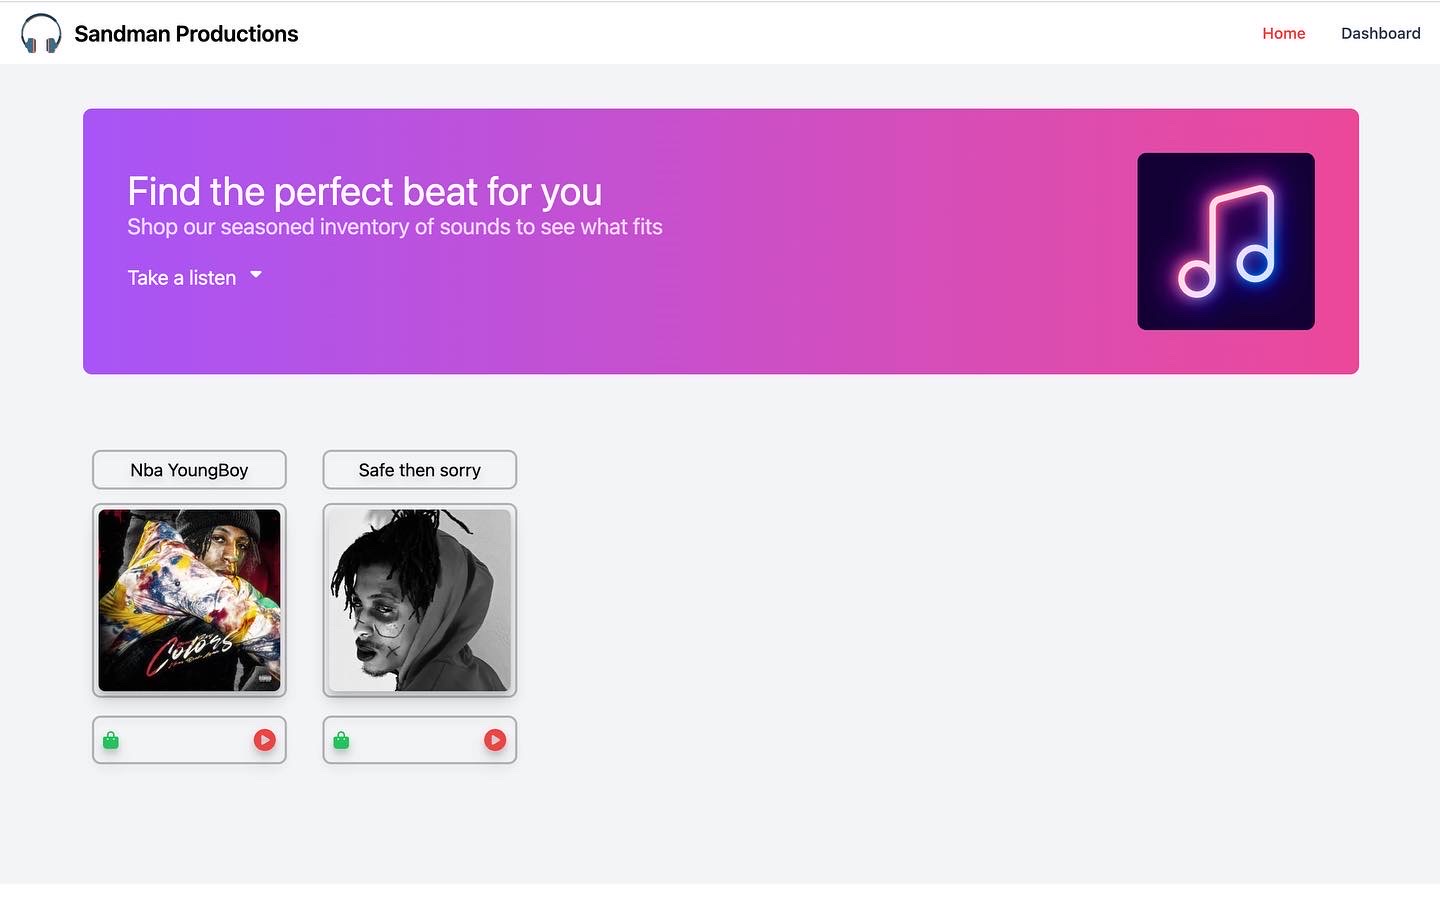 Sandman Productions
Home
Dashboard
Find the perfect beat for you
Shop our seasoned inventory of sounds to see what fits
Take a listen
Nba YoungBoy
Safe then sorry
Colors